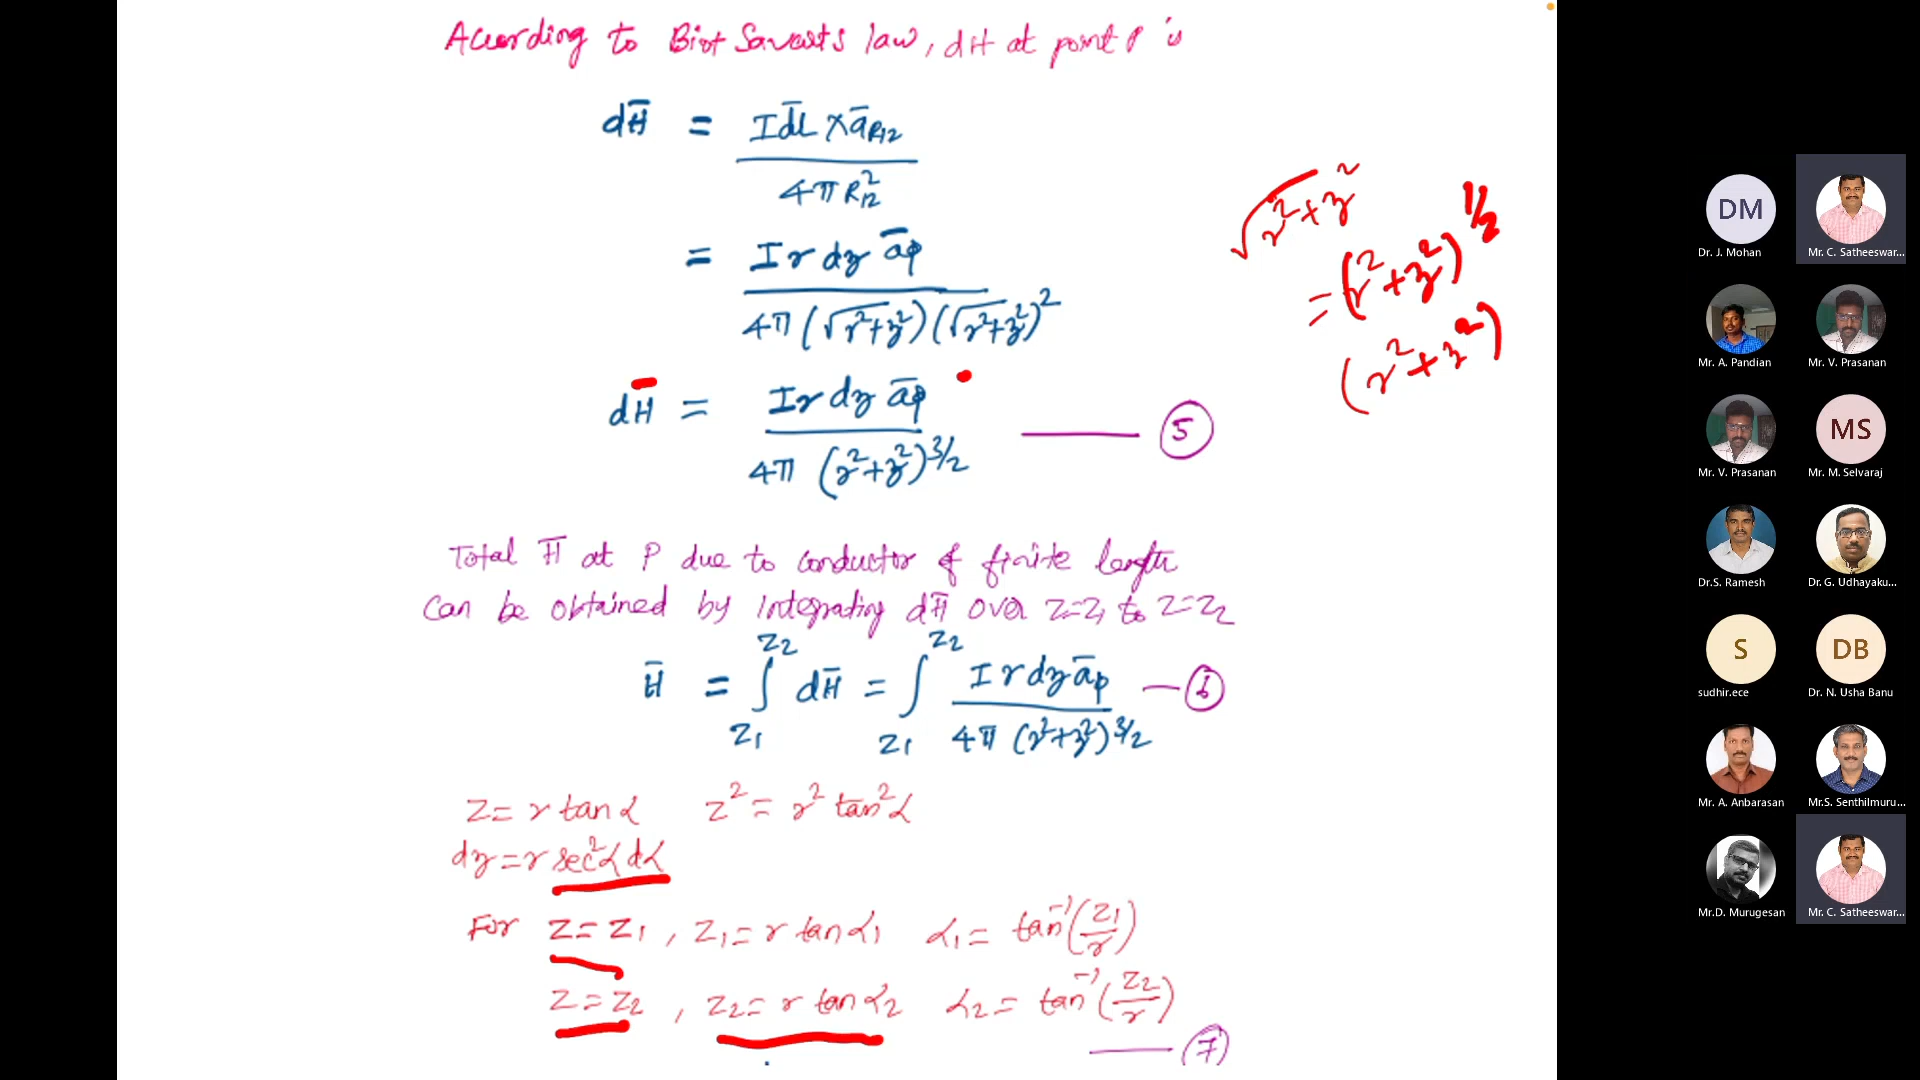 According to Biot Savarts law, dH at point P is
dH̅ = I d̅L × a̅R12 / 4π R12²
= I r dz a̅φ / 4π (√r²+z²) (√r²+z²)²
dH̅ = I r dz a̅φ / 4π (r²+z²)^3/2 —— 5
√r²+z²
= (r²+z²)^1/2
(r²+z²)
Total H̅ at P due to conductor of finite length
can be obtained by integrating dH̅ over Z=Z1 to Z=Z2
H̅ = ∫_Z1^Z2 dH̅ = ∫_Z1^Z2 I r dz a̅φ / 4π (r²+z²)^3/2 — 6
Z = r tan α Z² = r² tan² α
dz = r sec² α dα
For Z = Z1 , Z1 = r tan α1 α1 = tan⁻¹(Z1/r)
Z = Z2 , Z2 = r tan α2 α2 = tan⁻¹(Z2/r)
—— 7
DM
Dr. J. Mohan
Mr. C. Satheeswar...
Mr. A. Pandian
Mr. V. Prasanan
Mr. V. Prasanan
MS
Mr. M. Selvaraj
Dr.S. Ramesh
Dr. G. Udhayaku...
S
sudhir.ece
DB
Dr. N. Usha Banu
Mr. A. Anbarasan
Mr.S. Senthilmuru...
Mr.D. Murugesan
Mr. C. Satheeswar...